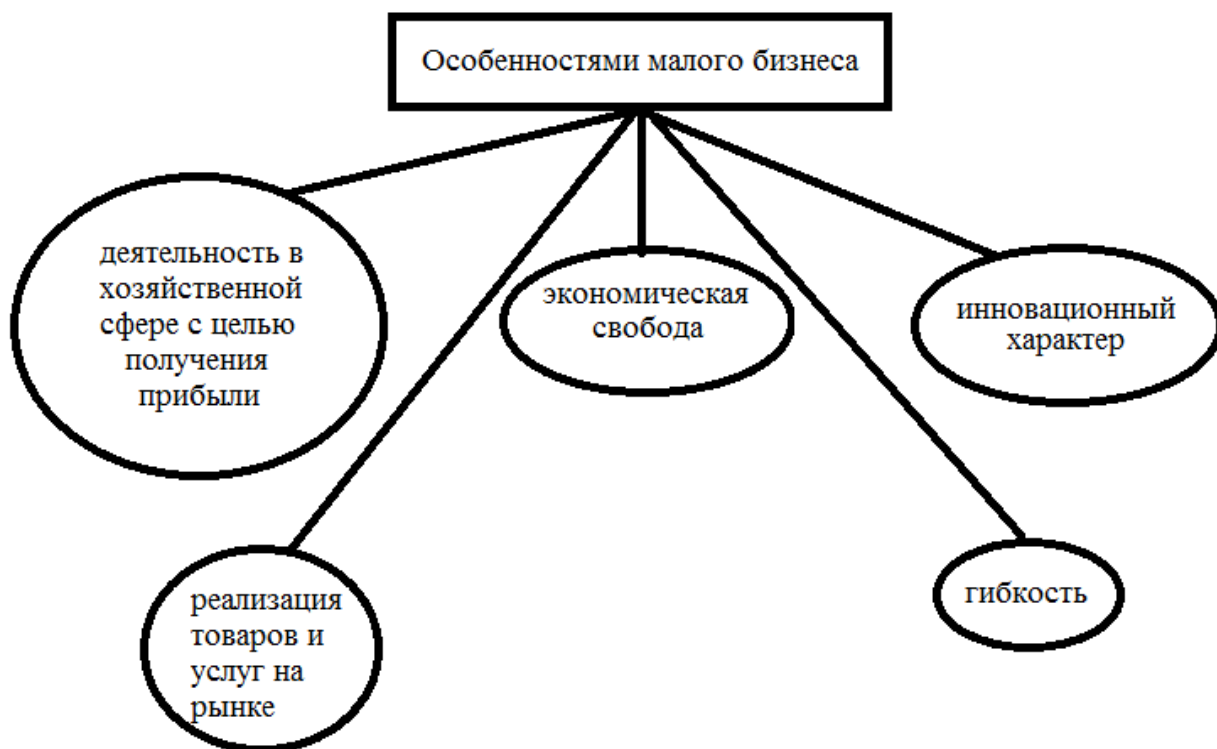 Особенностями малого бизнеса
деятельность в
хозяйственной
сфере с целью
получения
прибыли
экономическая
свобода
инновационный
характер
реализация
товаров и
услуг на
рынке
гибкость